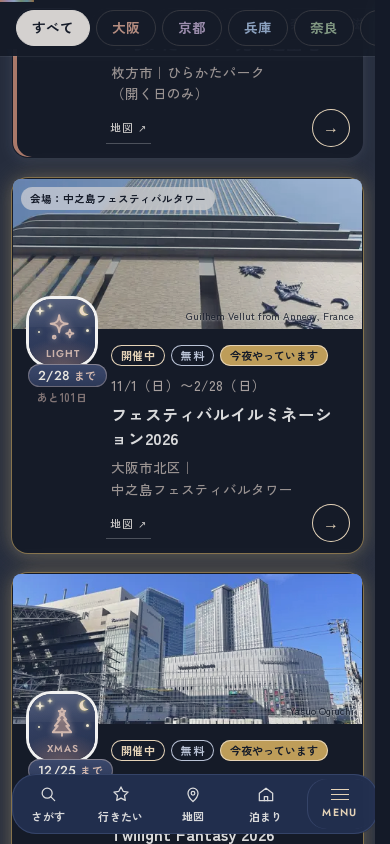 すべて
大阪
京都
兵庫
奈良
枚方市｜ひらかたパーク
（開く日のみ）
地図 ↗
→
会場：中之島フェスティバルタワー
Guilhem Vellut from Annecy, France
LIGHT
2/28 まで
あと101日
開催中
無料
今夜やっています
11/1（日）〜2/28（日）
フェスティバルイルミネーシ
ョン2026
大阪市北区｜
中之島フェスティバルタワー
地図 ↗
→
Yasuo Oguchi
XMAS
12/25 まで
開催中
無料
今夜やっています
Twilight Fantasy 2026
さがす
行きたい
地図
泊まり
MENU